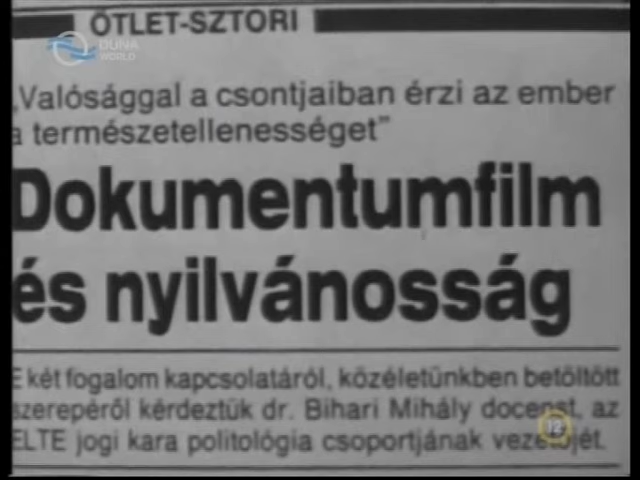 ÖTLET-SZTORI
DUNA
WORLD
„Valósággal a csontjaiban érzi az ember
a természetellenességet”
Dokumentumfilm
és nyilvánosság
E két fogalom kapcsolatáról, közéletünkben betöltött
szerepéről kérdeztük dr. Bihari Mihály docenst, az
ELTE jogi kara politológia csoportjának vezetőjét.
12